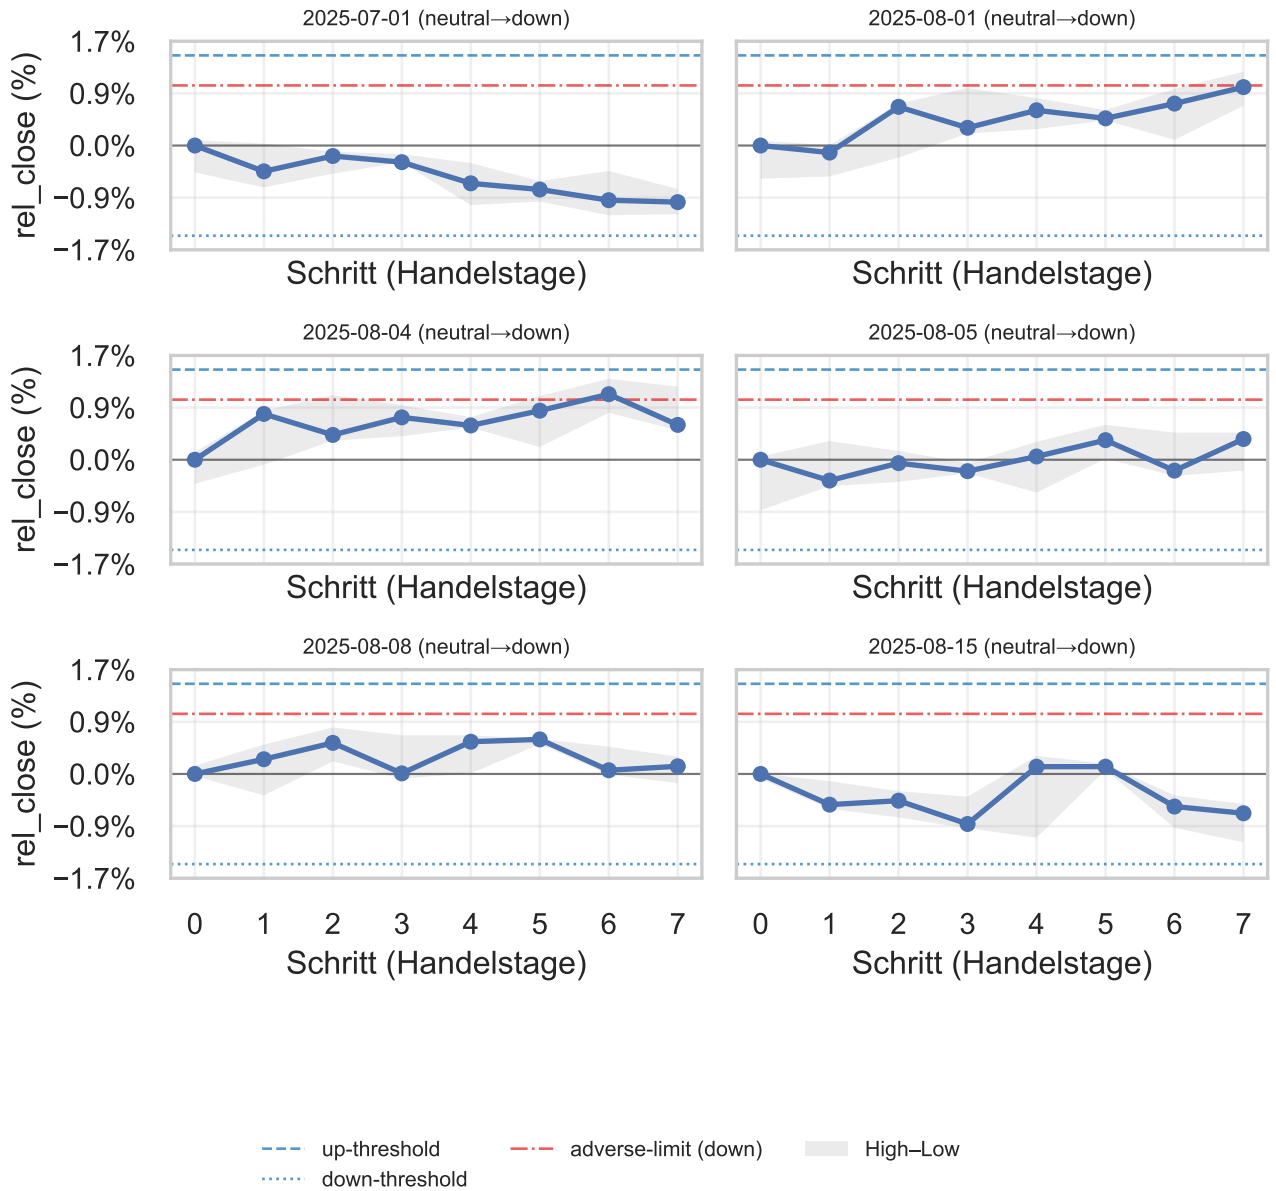 2025-07-01 (neutral→down)
2025-08-01 (neutral→down)
rel_close (%)
1.7%
0.9%
0.0%
−0.9%
−1.7%
Schritt (Handelstage)
Schritt (Handelstage)
2025-08-04 (neutral→down)
2025-08-05 (neutral→down)
rel_close (%)
1.7%
0.9%
0.0%
−0.9%
−1.7%
Schritt (Handelstage)
Schritt (Handelstage)
2025-08-08 (neutral→down)
2025-08-15 (neutral→down)
rel_close (%)
1.7%
0.9%
0.0%
−0.9%
−1.7%
0 1 2 3 4 5 6 7
0 1 2 3 4 5 6 7
Schritt (Handelstage)
Schritt (Handelstage)
up-threshold
down-threshold
adverse-limit (down)
High–Low